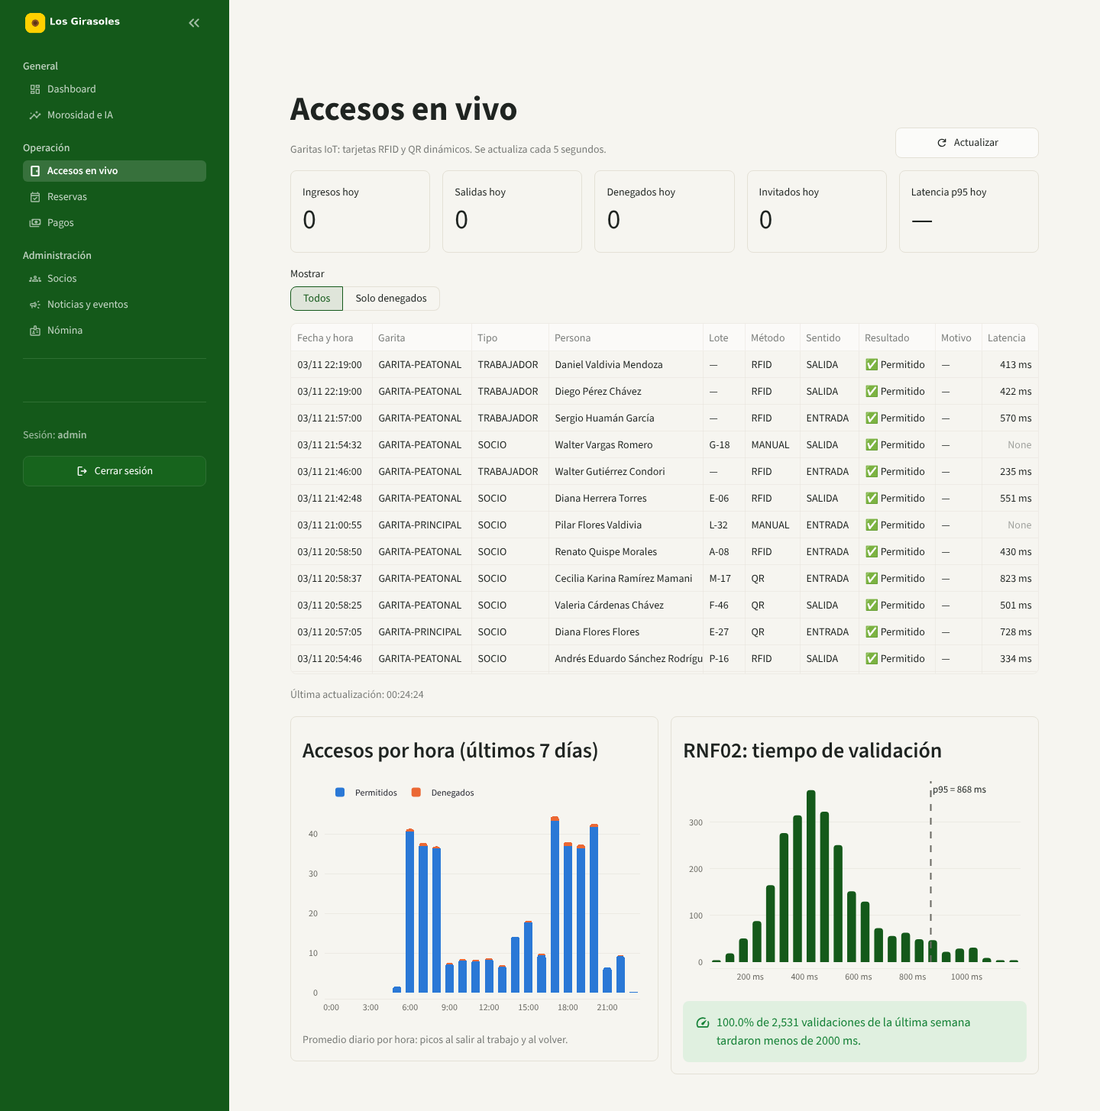 Los Girasoles
General
Dashboard
Morosidad e IA
Operación
Accesos en vivo
Reservas
Pagos
Administración
Socios
Noticias y eventos
Nómina
Sesión: admin
Cerrar sesión
Accesos en vivo
Garitas IoT: tarjetas RFID y QR dinámicos. Se actualiza cada 5 segundos.
Actualizar
Ingresos hoy
0
Salidas hoy
0
Denegados hoy
0
Invitados hoy
0
Latencia p95 hoy
—
Mostrar
Todos Solo denegados
Fecha y hora Garita Tipo Persona Lote Método Sentido Resultado Motivo Latencia
03/11 22:19:00 GARITA-PEATONAL TRABAJADOR Daniel Valdivia Mendoza — RFID SALIDA ✅ Permitido — 413 ms
03/11 22:19:00 GARITA-PEATONAL TRABAJADOR Diego Pérez Chávez — RFID SALIDA ✅ Permitido — 422 ms
03/11 21:57:00 GARITA-PEATONAL TRABAJADOR Sergio Huamán García — RFID ENTRADA ✅ Permitido — 570 ms
03/11 21:54:32 GARITA-PEATONAL SOCIO Walter Vargas Romero G-18 MANUAL SALIDA ✅ Permitido — None
03/11 21:46:00 GARITA-PEATONAL TRABAJADOR Walter Gutiérrez Condori — RFID ENTRADA ✅ Permitido — 235 ms
03/11 21:42:48 GARITA-PEATONAL SOCIO Diana Herrera Torres E-06 RFID SALIDA ✅ Permitido — 551 ms
03/11 21:00:55 GARITA-PRINCIPAL SOCIO Pilar Flores Valdivia L-32 MANUAL ENTRADA ✅ Permitido — None
03/11 20:58:50 GARITA-PEATONAL SOCIO Renato Quispe Morales A-08 RFID ENTRADA ✅ Permitido — 430 ms
03/11 20:58:37 GARITA-PEATONAL SOCIO Cecilia Karina Ramírez Mamani M-17 QR ENTRADA ✅ Permitido — 823 ms
03/11 20:58:25 GARITA-PEATONAL SOCIO Valeria Cárdenas Chávez F-46 QR SALIDA ✅ Permitido — 501 ms
03/11 20:57:05 GARITA-PRINCIPAL SOCIO Diana Flores Flores E-27 QR ENTRADA ✅ Permitido — 728 ms
03/11 20:54:46 GARITA-PEATONAL SOCIO Andrés Eduardo Sánchez Rodrígu P-16 RFID SALIDA ✅ Permitido — 334 ms
Última actualización: 00:24:24
Accesos por hora (últimos 7 días)
Permitidos Denegados
40
30
20
10
0
0:00 3:00 6:00 9:00 12:00 15:00 18:00 21:00
Promedio diario por hora: picos al salir al trabajo y al volver.
RNF02: tiempo de validación
p95 = 868 ms
300
200
100
0
200 ms 400 ms 600 ms 800 ms 1000 ms
100.0% de 2,531 validaciones de la última semana
tardaron menos de 2000 ms.